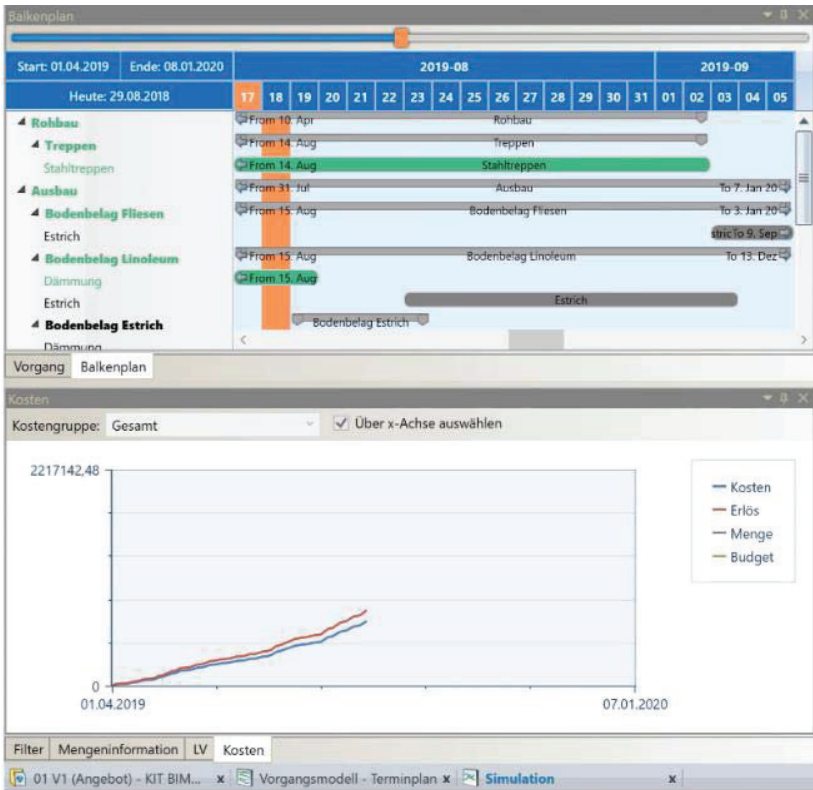 Balkenplan
Start: 01.04.2019 Ende: 08.01.2020 2019-08 2019-09
Heute: 29.08.2018 17 18 19 20 21 22 23 24 25 26 27 28 29 30 31 01 02 03 04 05
Rohbau From 10. Apr Rohbau
Treppen From 14. Aug Treppen
Stahltreppen From 14. Aug Stahltreppen
Ausbau From 31. Jul Ausbau To 7. Jan 20
Bodenbelag Fliesen From 15. Aug Bodenbelag Fliesen To 3. Jan 20
Estrich To 9. Sep
Bodenbelag Linoleum From 15. Aug Bodenbelag Linoleum To 13. Dez
Dämmung From 15. Aug
Estrich Estrich
Bodenbelag Estrich Bodenbelag Estrich
Dämmung
Vorgang Balkenplan
Kosten
Kostengruppe: Gesamt Über x-Achse auswählen
2217142,48
Kosten
Erlös
Menge
Budget
0
01.04.2019 07.01.2020
Filter Mengeninformation LV Kosten
01 V1 (Angebot) - KIT BIM... x Vorgangsmodell - Terminplan x Simulation x